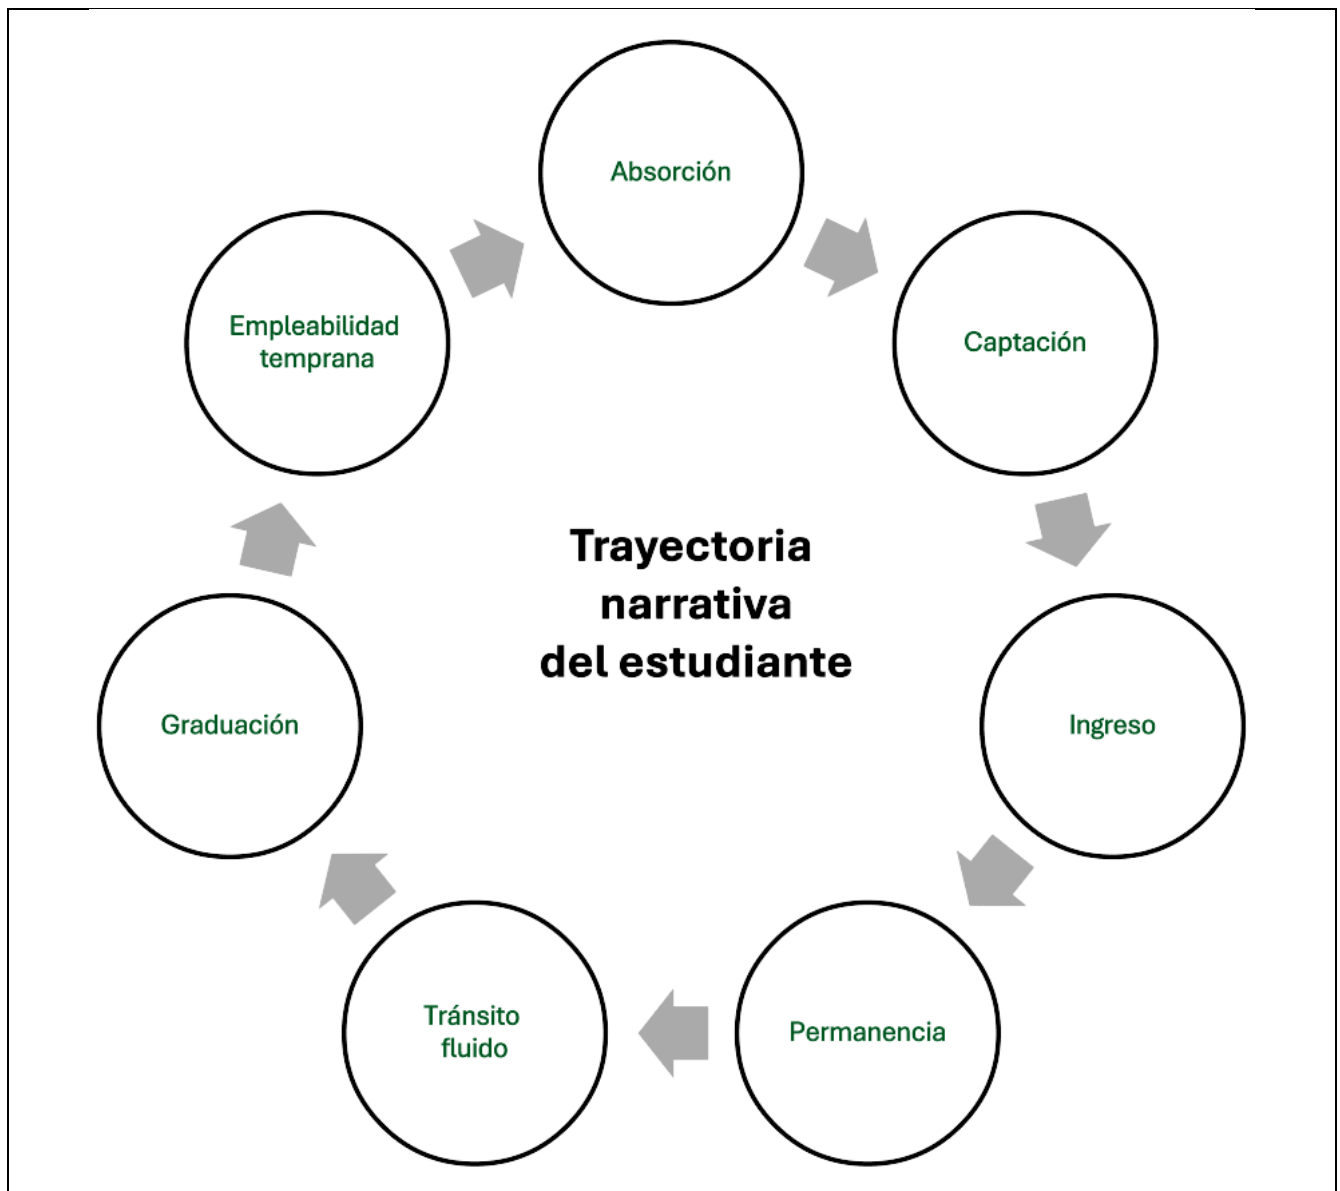 Absorción
Captación
Ingreso
Permanencia
Tránsito
fluido
Graduación
Empleabilidad
temprana
Trayectoria
narrativa
del estudiante